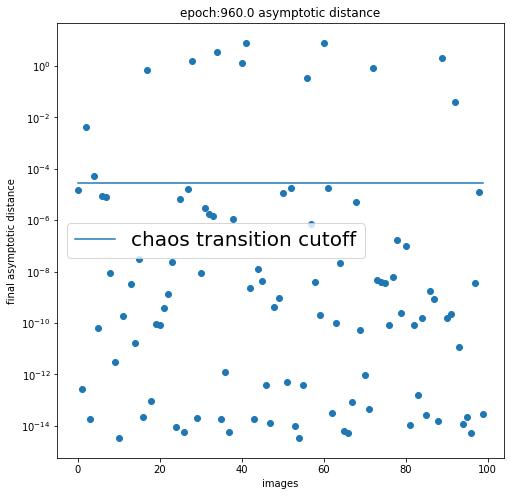 epoch:960.0 asymptotic distance
final asymptotic distance
10^0
10^-2
10^-4
10^-6
10^-8
10^-10
10^-12
10^-14
chaos transition cutoff
0 20 40 60 80 100
images